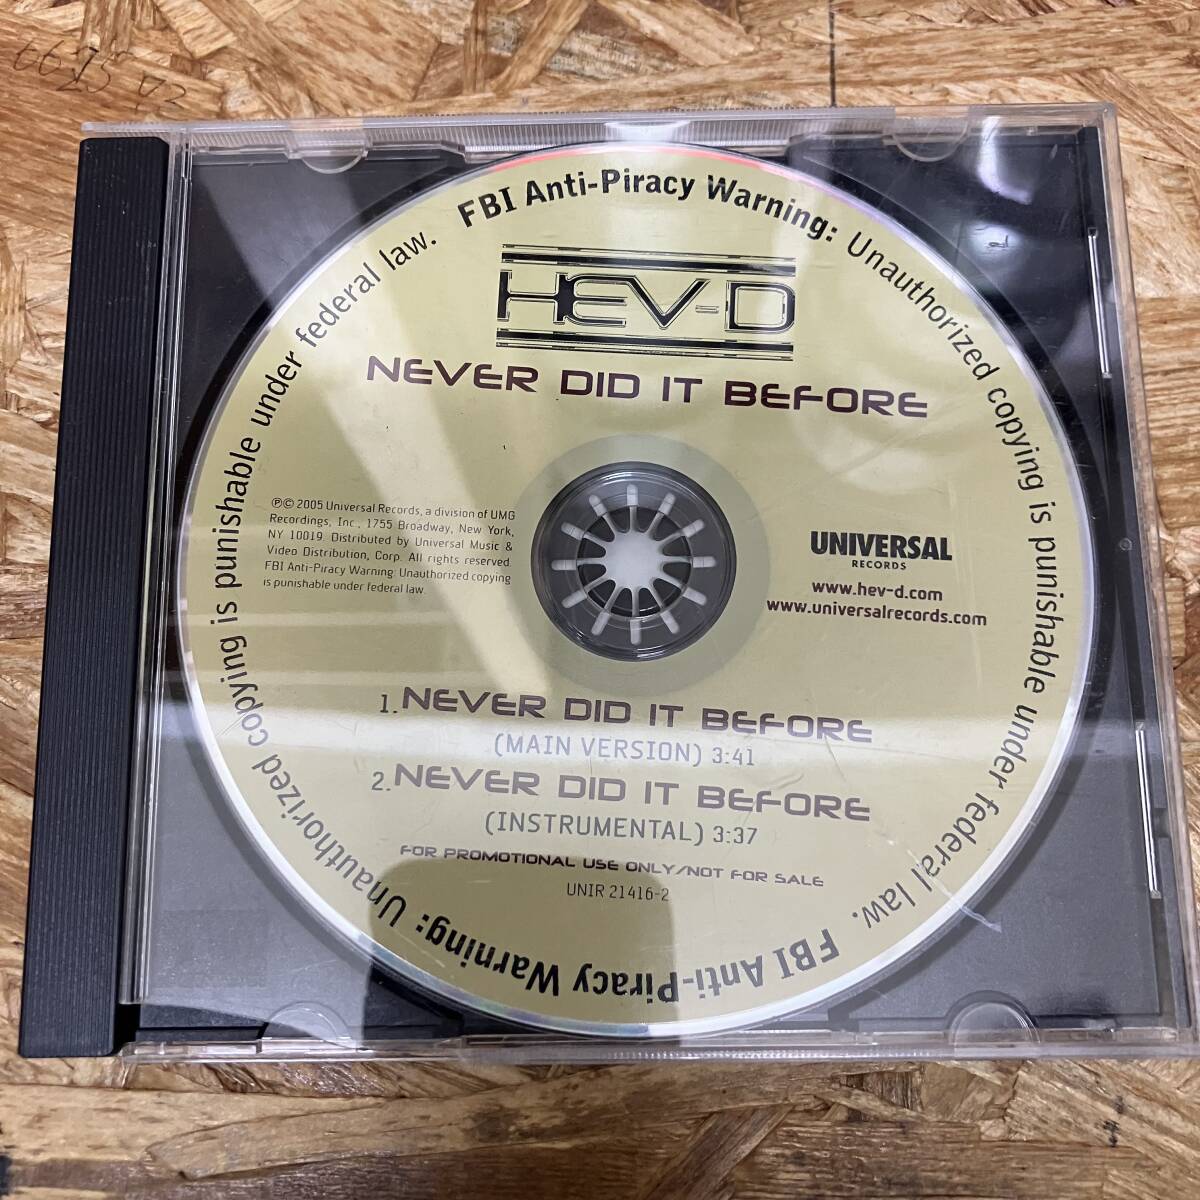 FBI Anti-Piracy Warning: Unauthorized copying is punishable under federal law.
HEV-D
NEVER DID IT BEFORE
℗© 2005 Universal Records, a division of UMG
Recordings, Inc., 1755 Broadway, New York,
NY 10019. Distributed by Universal Music &
Video Distribution, Corp. All rights reserved.
FBI Anti-Piracy Warning: Unauthorized copying
is punishable under federal law.
UNIVERSAL
RECORDS
www.hev-d.com
www.universalrecords.com
1. NEVER DID IT BEFORE
(MAIN VERSION) 3:41
2. NEVER DID IT BEFORE
(INSTRUMENTAL) 3:37
FOR PROMOTIONAL USE ONLY/NOT FOR SALE
UNIR 21416-2
FBI Anti-Piracy Warning: Unauthorized copying is punishable under federal law.